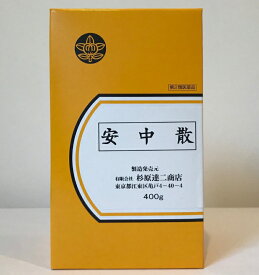 第2類医薬品
安中散
製造発売元
有限会社 杉原達二商店
東京都江東区亀戸4-40-4
400g